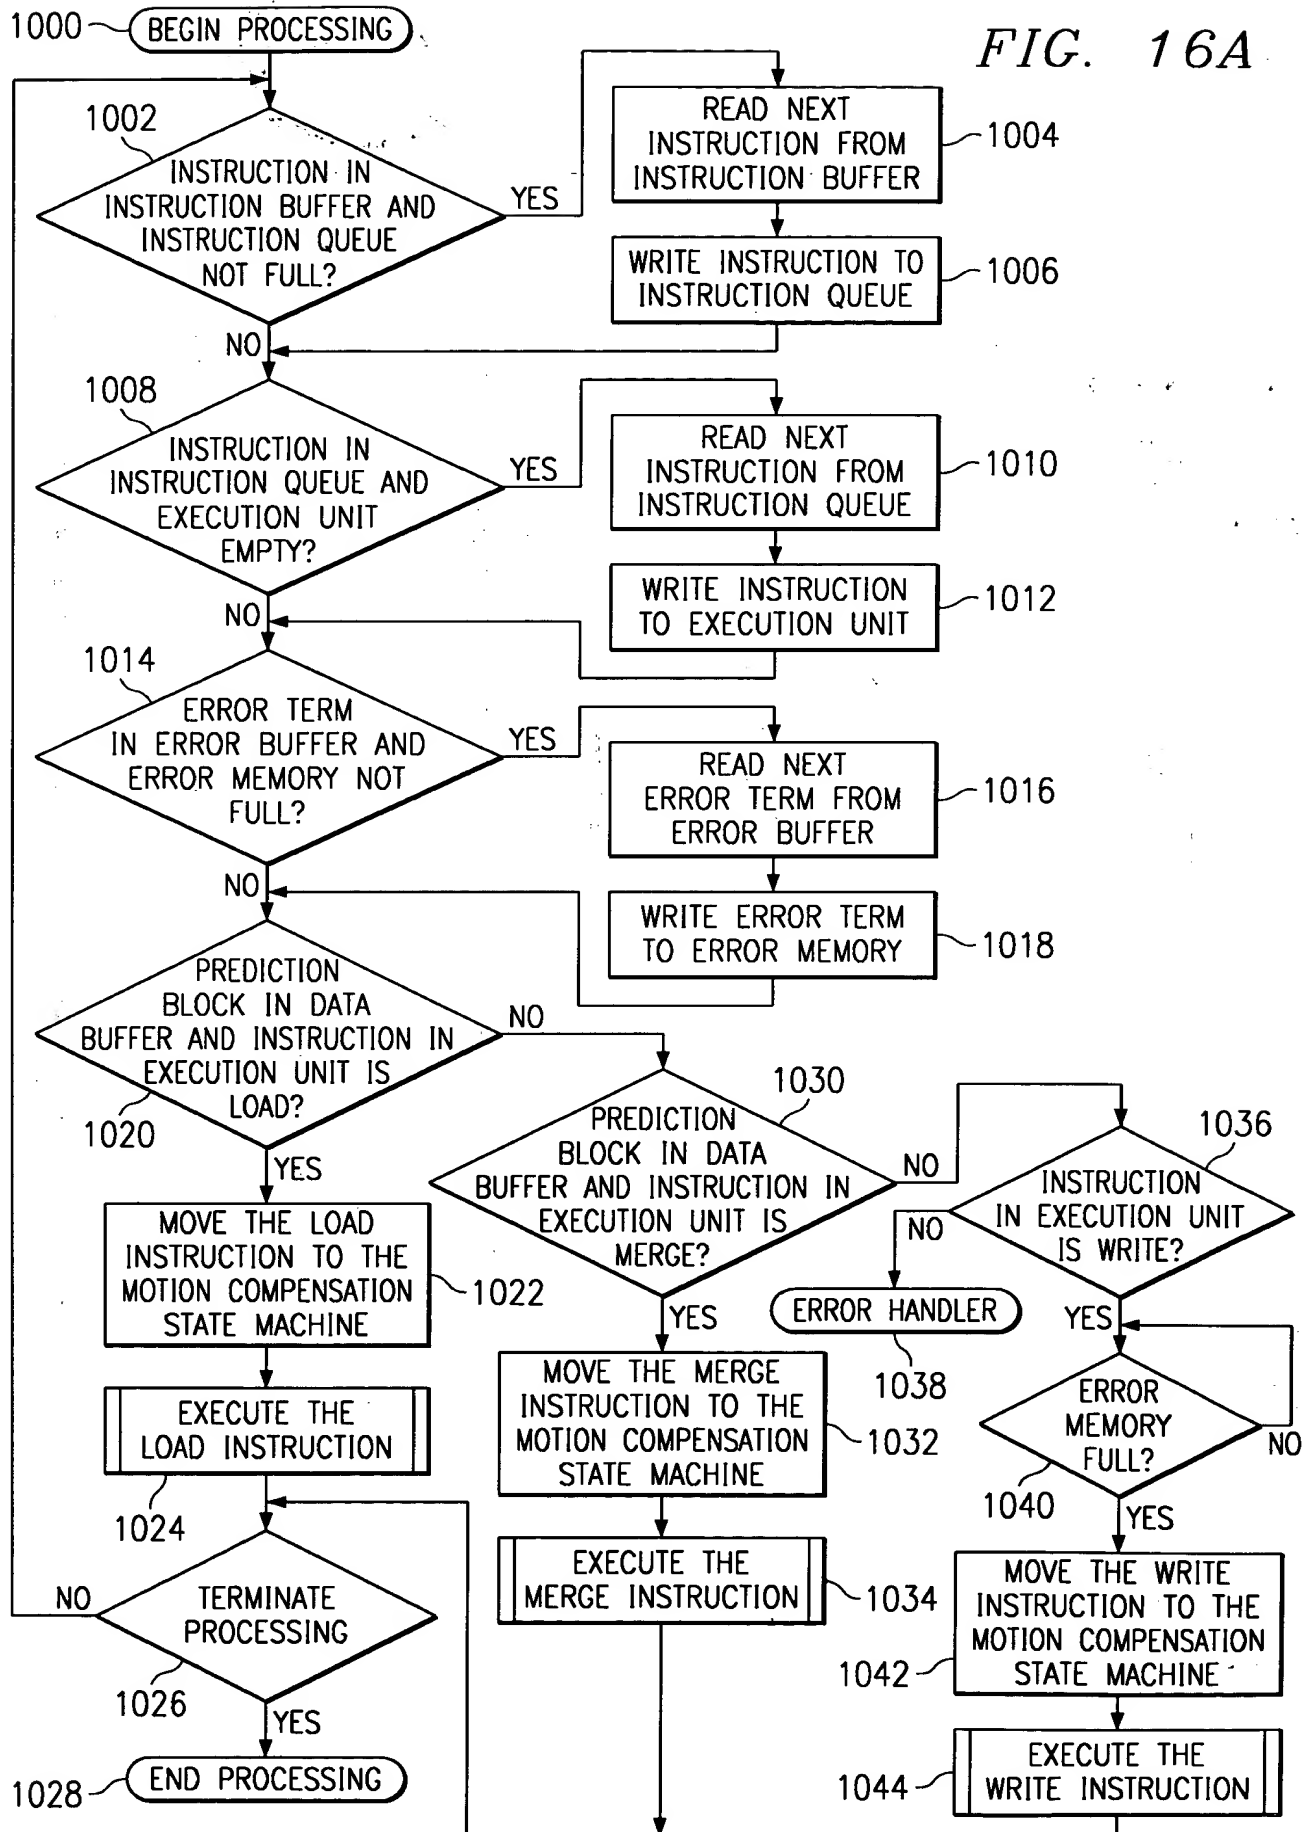 FIG. 16A
1000
BEGIN PROCESSING
1002
INSTRUCTION IN
INSTRUCTION BUFFER AND
INSTRUCTION QUEUE
NOT FULL?
YES
READ NEXT
INSTRUCTION FROM
INSTRUCTION BUFFER
1004
WRITE INSTRUCTION TO
INSTRUCTION QUEUE
1006
NO
1008
INSTRUCTION IN
INSTRUCTION QUEUE AND
EXECUTION UNIT
EMPTY?
YES
READ NEXT
INSTRUCTION FROM
INSTRUCTION QUEUE
1010
WRITE INSTRUCTION
TO EXECUTION UNIT
1012
NO
1014
ERROR TERM
IN ERROR BUFFER AND
ERROR MEMORY NOT
FULL?
YES
READ NEXT
ERROR TERM FROM
ERROR BUFFER
1016
WRITE ERROR TERM
TO ERROR MEMORY
1018
NO
PREDICTION
BLOCK IN DATA
BUFFER AND INSTRUCTION IN
EXECUTION UNIT IS
LOAD?
1020
NO
YES
MOVE THE LOAD
INSTRUCTION TO THE
MOTION COMPENSATION
STATE MACHINE
1022
EXECUTE THE
LOAD INSTRUCTION
1024
TERMINATE
PROCESSING
NO
1026
YES
1028
END PROCESSING
1030
PREDICTION
BLOCK IN DATA
BUFFER AND INSTRUCTION IN
EXECUTION UNIT IS
MERGE?
NO
YES
MOVE THE MERGE
INSTRUCTION TO THE
MOTION COMPENSATION
STATE MACHINE
1032
EXECUTE THE
MERGE INSTRUCTION
1034
1036
INSTRUCTION
IN EXECUTION UNIT
IS WRITE?
NO
ERROR HANDLER
1038
YES
ERROR
MEMORY
FULL?
NO
1040
YES
MOVE THE WRITE
INSTRUCTION TO THE
MOTION COMPENSATION
STATE MACHINE
1042
EXECUTE THE
WRITE INSTRUCTION
1044